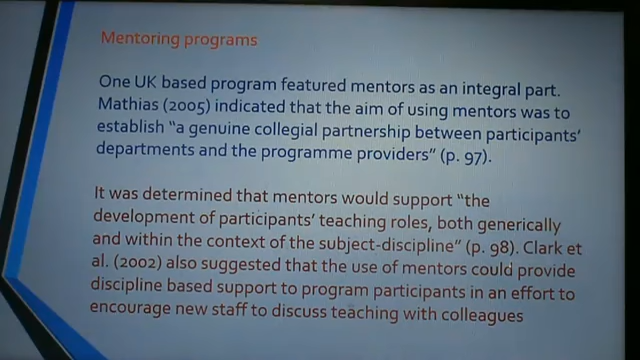 Mentoring programs
One UK based program featured mentors as an integral part.
Mathias (2005) indicated that the aim of using mentors was to
establish “a genuine collegial partnership between participants’
departments and the programme providers” (p. 97).
It was determined that mentors would support “the
development of participants’ teaching roles, both generically
and within the context of the subject-discipline” (p. 98). Clark et
al. (2002) also suggested that the use of mentors could provide
discipline based support to program participants in an effort to
encourage new staff to discuss teaching with colleagues